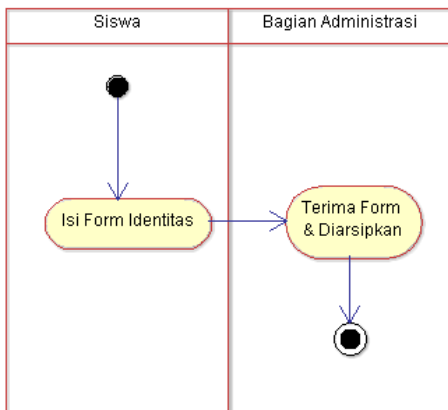 Siswa
Bagian Administrasi
Isi Form Identitas
Terima Form
& Diarsipkan